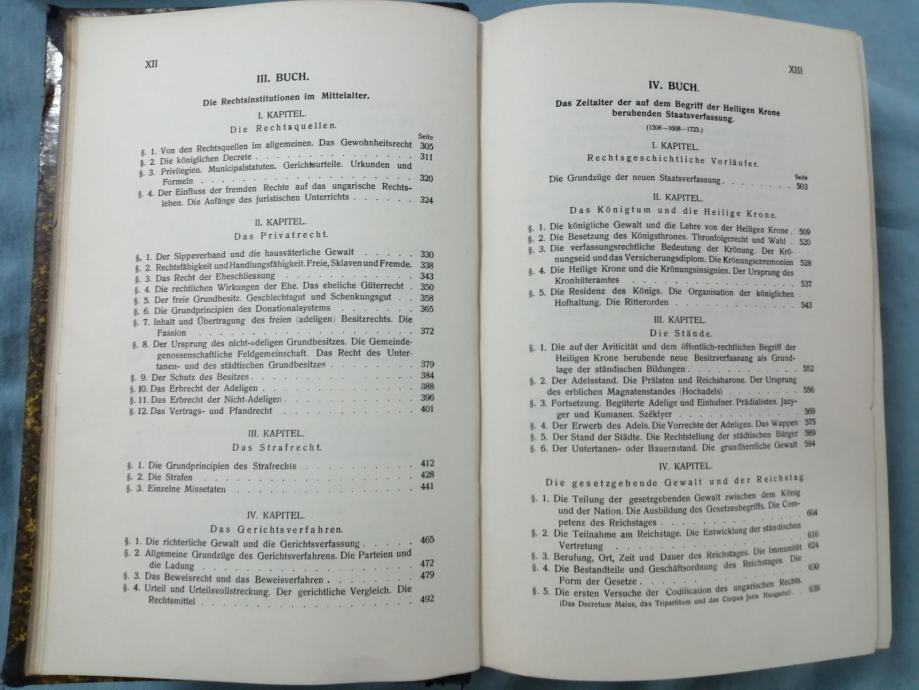 XII
III. BUCH.
Die Rechtsinstitutionen im Mittelalter.
I. KAPITEL.
Die Rechtsquellen.
Seite
§. 1. Von den Rechtsquellen im allgemeinen. Das Gewohnheitsrecht 305
§. 2. Die königlichen Decrete . . . . . . . . . . . . 311
§. 3. Privilegien. Municipalstatuten. Gerichtsurteile. Urkunden und
Formeln . . . . . . . . . . . . 320
§. 4. Der Einfluss der fremden Rechte auf das ungarische Rechts-
leben. Die Anfänge des juristischen Unterrichts . . . . . 324
II. KAPITEL.
Das Privatrecht.
§. 1. Der Sippeverband und die hausväterliche Gewalt . . . . . 330
§. 2. Rechtsfähigkeit und Handlungsfähigkeit. Freie, Sklaven und Fremde. 338
§. 3. Das Recht der Eheschliessung . . . . . . . . . 343
§. 4. Die rechtlichen Wirkungen der Ehe. Das eheliche Güterrecht . 350
§. 5. Der freie Grundbesitz. Geschlechtsgut und Schenkungsgut . . 358
§. 6. Die Grundprincipien des Donationalsystems . . . . . . 365
§. 7. Inhalt und Übertragung des freien (adeligen) Besitzrechts. Die
Fassion . . . . . . . . . . . . 372
§. 8. Der Ursprung des nicht-adeligen Grundbesitzes. Die Gemeinde-
genossenschaftliche Feldgemeinschaft. Das Recht des Unter-
tanen- und des städtischen Grundbesitzes . . . . . . 379
§. 9. Der Schutz des Besitzes . . . . . . . . . . 384
§. 10. Das Erbrecht der Adeligen . . . . . . . . . 388
§. 11. Das Erbrecht der Nicht-Adeligen . . . . . . . . 396
§. 12. Das Vertrags- und Pfandrecht . . . . . . . . 401
III. KAPITEL.
Das Strafrecht.
§. 1. Die Grundprincipien des Strafrechts . . . . . . . 412
§. 2. Die Strafen . . . . . . . . . . . . 428
§. 3. Einzelne Missetaten . . . . . . . . . . 441
IV. KAPITEL.
Das Gerichtsverfahren.
§. 1. Die richterliche Gewalt und die Gerichtsverfassung . . . . 465
§. 2. Allgemeine Grundzüge des Gerichtsverfahrens. Die Parteien und
die Ladung . . . . . . . . . . . . 472
§. 3. Das Beweisrecht und das Beweisverfahren . . . . . . 479
§. 4. Urteil und Urteilsvollstreckung. Der gerichtliche Vergleich. Die
Rechtsmittel . . . . . . . . . . . . 492
XIII
IV. BUCH.
Das Zeitalter der auf dem Begriff der Heiligen Krone
beruhenden Staatsverfassung.
(1308—1608—1723.)
I. KAPITEL.
Rechtsgeschichtliche Vorläufer.
Seite
Die Grundzüge der neuen Staatsverfassung . . . . . . . 503
II. KAPITEL.
Das Königtum und die Heilige Krone.
§. 1. Die königliche Gewalt und die Lehre von der Heiligen Krone . 509
§. 2. Die Besetzung des Königsthrones. Thronfolgerecht und Wahl . 520
§. 3. Die verfassungsrechtliche Bedeutung der Krönung. Der Krö-
nungseid und das Versicherungsdiplom. Die Krönungsceremonien 528
§. 4. Die Heilige Krone und die Krönungsinsignien. Der Ursprung des
Kronhüteramtes . . . . . . . . . . . 537
§. 5. Die Residenz des Königs. Die Organisation der königlichen
Hofhaltung. Die Ritterorden . . . . . . . . . 543
III. KAPITEL.
Die Stände.
§. 1. Die auf der Aviticität und dem öffentlich-rechtlichen Begriff der
Heiligen Krone beruhende neue Besitzverfassung als Grund-
lage der ständischen Bildungen . . . . . . . . 552
§. 2. Der Adelsstand. Die Prälaten und Reichsbarone. Der Ursprung
des erblichen Magnatenstandes (Hochadels) . . . . . 556
§. 3. Fortsetzung. Begüterte Adelige und Einhufner. Prädialisten. Jazy-
ger und Kumanen. Széklyer . . . . . . . . . 569
§. 4. Der Erwerb des Adels. Die Vorrechte der Adeligen. Das Wappen 575
§. 5. Der Stand der Städte. Die Rechtstellung der städtischen Bürger 589
§. 6. Der Untertanen- oder Bauernstand. Die grundherrliche Gewalt 594
IV. KAPITEL.
Die gesetzgebende Gewalt und der Reichstag.
§. 1. Die Teilung der gesetzgebenden Gewalt zwischen dem König
und der Nation. Die Ausbildung des Gesetzesbegriffs. Die Com-
petenz des Reichstages . . . . . . . . . . 604
§. 2. Die Teilnahme am Reichstage. Die Entwicklung der ständischen
Vertretung . . . . . . . . . . . . 616
§. 3. Berufung, Ort, Zeit und Dauer des Reichstages. Die Immunität 624
§. 4. Die Bestandteile und Geschäftsordnung des Reichstages Die
Form der Gesetze . . . . . . . . . . . 630
§. 5. Die ersten Versuche der Codification des ungarischen Rechts.
(Das Decretum Maius, das Tripartitum und das Corpus Juris Hungarici) . . 639